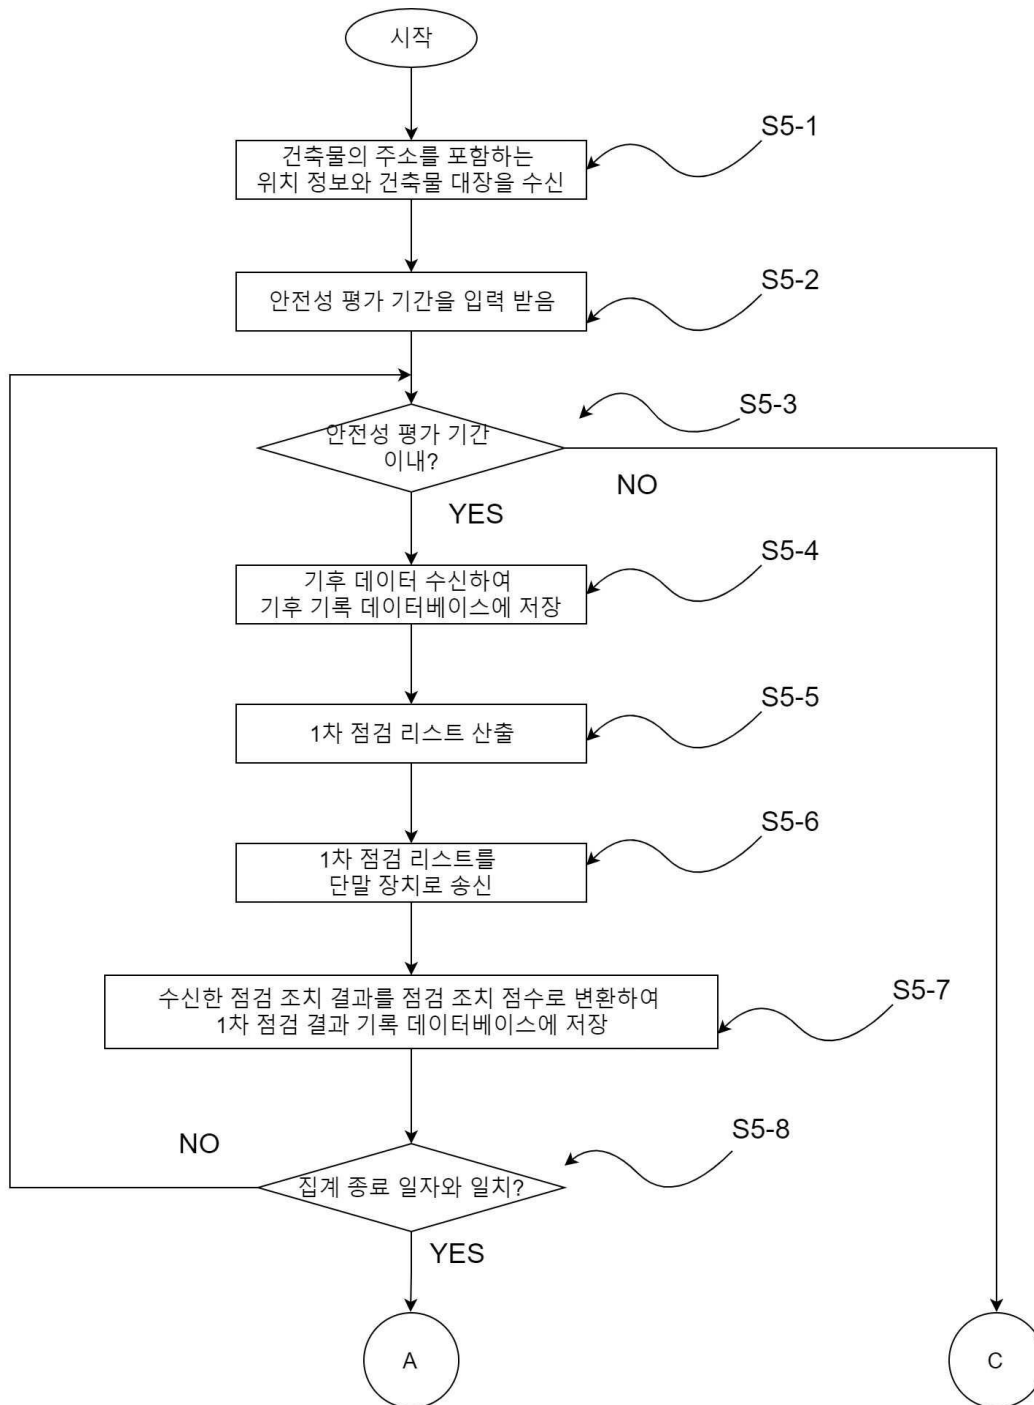 시작
S5-1
건축물의 주소를 포함하는
위치 정보와 건축물 대장을 수신
S5-2
안전성 평가 기간을 입력 받음
S5-3
안전성 평가 기간
이내?
NO
YES
S5-4
기후 데이터 수신하여
기후 기록 데이터베이스에 저장
S5-5
1차 점검 리스트 산출
S5-6
1차 점검 리스트를
단말 장치로 송신
S5-7
수신한 점검 조치 결과를 점검 조치 점수로 변환하여
1차 점검 결과 기록 데이터베이스에 저장
S5-8
NO
집계 종료 일자와 일치?
YES
A
C